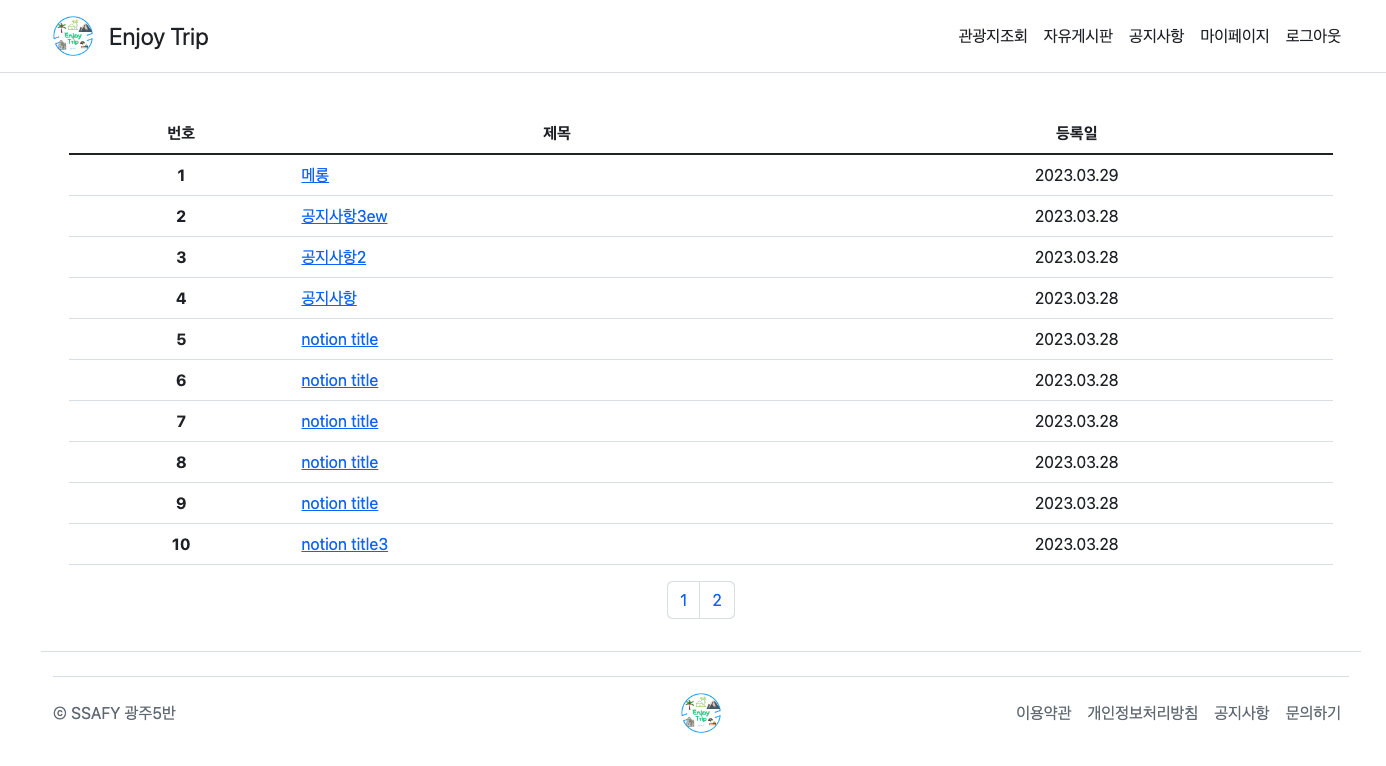 Enjoy Trip Enjoy Trip 관광지조회 자유게시판 공지사항 마이페이지 로그아웃
번호 제목 등록일
1 메롱 2023.03.29
2 공지사항3ew 2023.03.28
3 공지사항2 2023.03.28
4 공지사항 2023.03.28
5 notion title 2023.03.28
6 notion title 2023.03.28
7 notion title 2023.03.28
8 notion title 2023.03.28
9 notion title 2023.03.28
10 notion title3 2023.03.28
1 2
© SSAFY 광주5반 Enjoy Trip 이용약관 개인정보처리방침 공지사항 문의하기